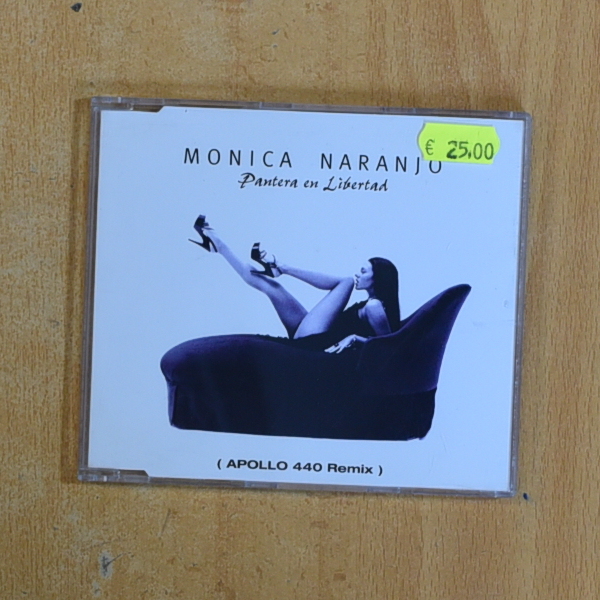 € 25,00
MONICA NARANJO
Pantera en Libertad
( APOLLO 440 Remix )